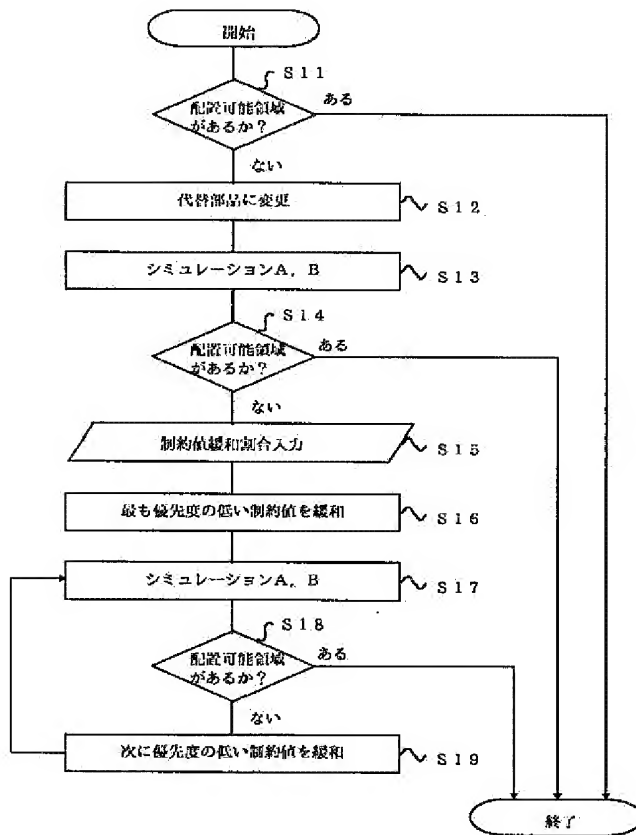 開始
S11
配置可能領域
があるか?
ある
ない
代替部品に変更
S12
シミュレーションA,B
S13
S14
配置可能領域
があるか?
ある
ない
制約値緩和割合入力
S15
最も優先度の低い制約値を緩和
S16
シミュレーションA,B
S17
S18
配置可能領域
があるか?
ある
ない
次に優先度の低い制約値を緩和
S19
終了